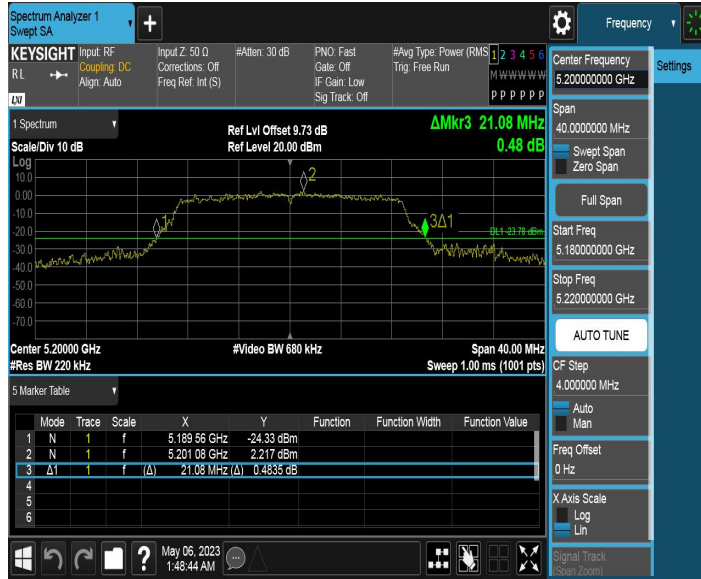 Spectrum Analyzer 1
Swept SA
Frequency
KEYSIGHT
RL
LXI
Input: RF
Coupling: DC
Align: Auto
Input Z: 50 Ω
Corrections: Off
Freq Ref: Int (S)
#Atten: 30 dB
PNO: Fast
Gate: Off
IF Gain: Low
Sig Track: Off
#Avg Type: Power (RMS
Trig: Free Run
1 2 3 4 5 6
M W W W W W
P P P P P P
1 Spectrum
Scale/Div 10 dB
Ref Lvl Offset 9.73 dB
Ref Level 20.00 dBm
ΔMkr3 21.08 MHz
0.48 dB
Log
10.0
0.00
-10.0
-20.0
-30.0
-40.0
-50.0
-60.0
-70.0
1
2
3Δ1
DL1 -23.78 dBm
Center 5.20000 GHz
#Video BW 680 kHz
Span 40.00 MHz
#Res BW 220 kHz
Sweep 1.00 ms (1001 pts)
5 Marker Table
Mode Trace Scale X Y Function Function Width Function Value
1 N 1 f 5.189 56 GHz -24.33 dBm
2 N 1 f 5.201 08 GHz 2.217 dBm
3 Δ1 1 f (Δ) 21.08 MHz (Δ) 0.4835 dB
4
5
6
May 06, 2023
1:48:44 AM
?
Center Frequency
5.200000000 GHz
Settings
Span
40.0000000 MHz
Swept Span
Zero Span
Full Span
Start Freq
5.180000000 GHz
Stop Freq
5.220000000 GHz
AUTO TUNE
CF Step
4.000000 MHz
Auto
Man
Freq Offset
0 Hz
X Axis Scale
Log
Lin
Signal Track
(Span Zoom)